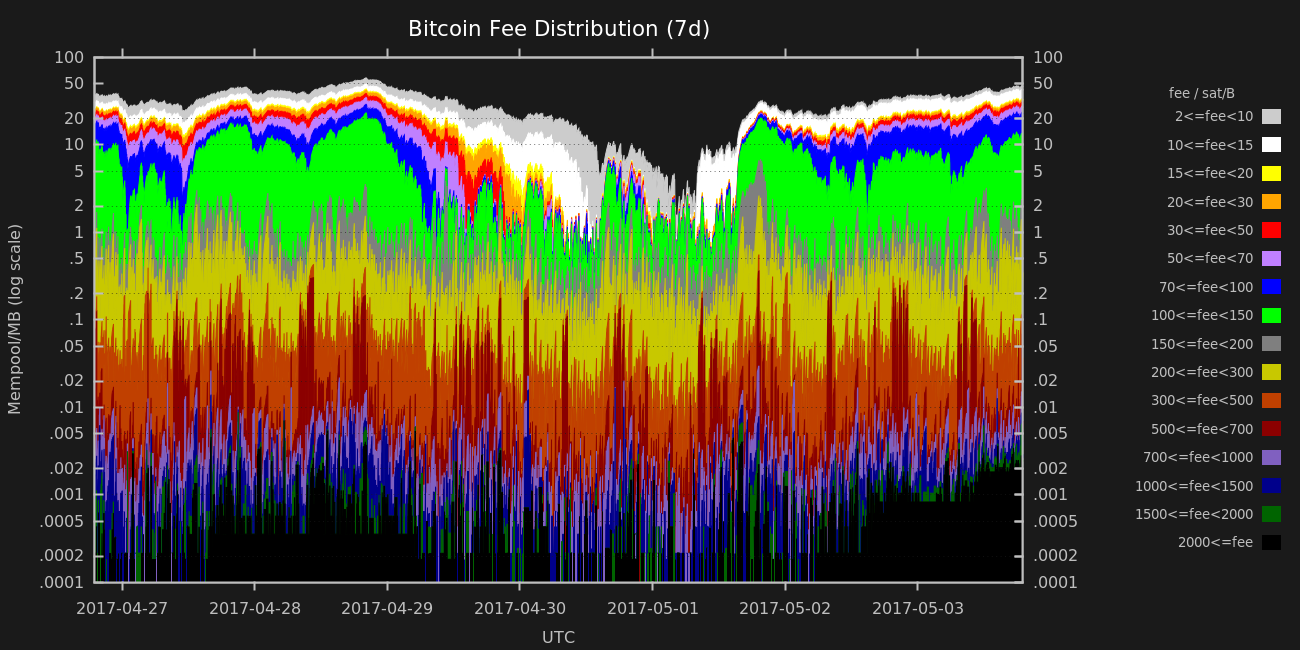 Bitcoin Fee Distribution (7d)
100
50
20
10
5
2
1
.5
.2
.1
.05
.02
.01
.005
.002
.001
.0005
.0002
.0001
Mempool/MB (log scale)
100
50
20
10
5
2
1
.5
.2
.1
.05
.02
.01
.005
.002
.001
.0005
.0002
.0001
2017-04-27 2017-04-28 2017-04-29 2017-04-30 2017-05-01 2017-05-02 2017-05-03
UTC
fee / sat/B
2<=fee<10
10<=fee<15
15<=fee<20
20<=fee<30
30<=fee<50
50<=fee<70
70<=fee<100
100<=fee<150
150<=fee<200
200<=fee<300
300<=fee<500
500<=fee<700
700<=fee<1000
1000<=fee<1500
1500<=fee<2000
2000<=fee